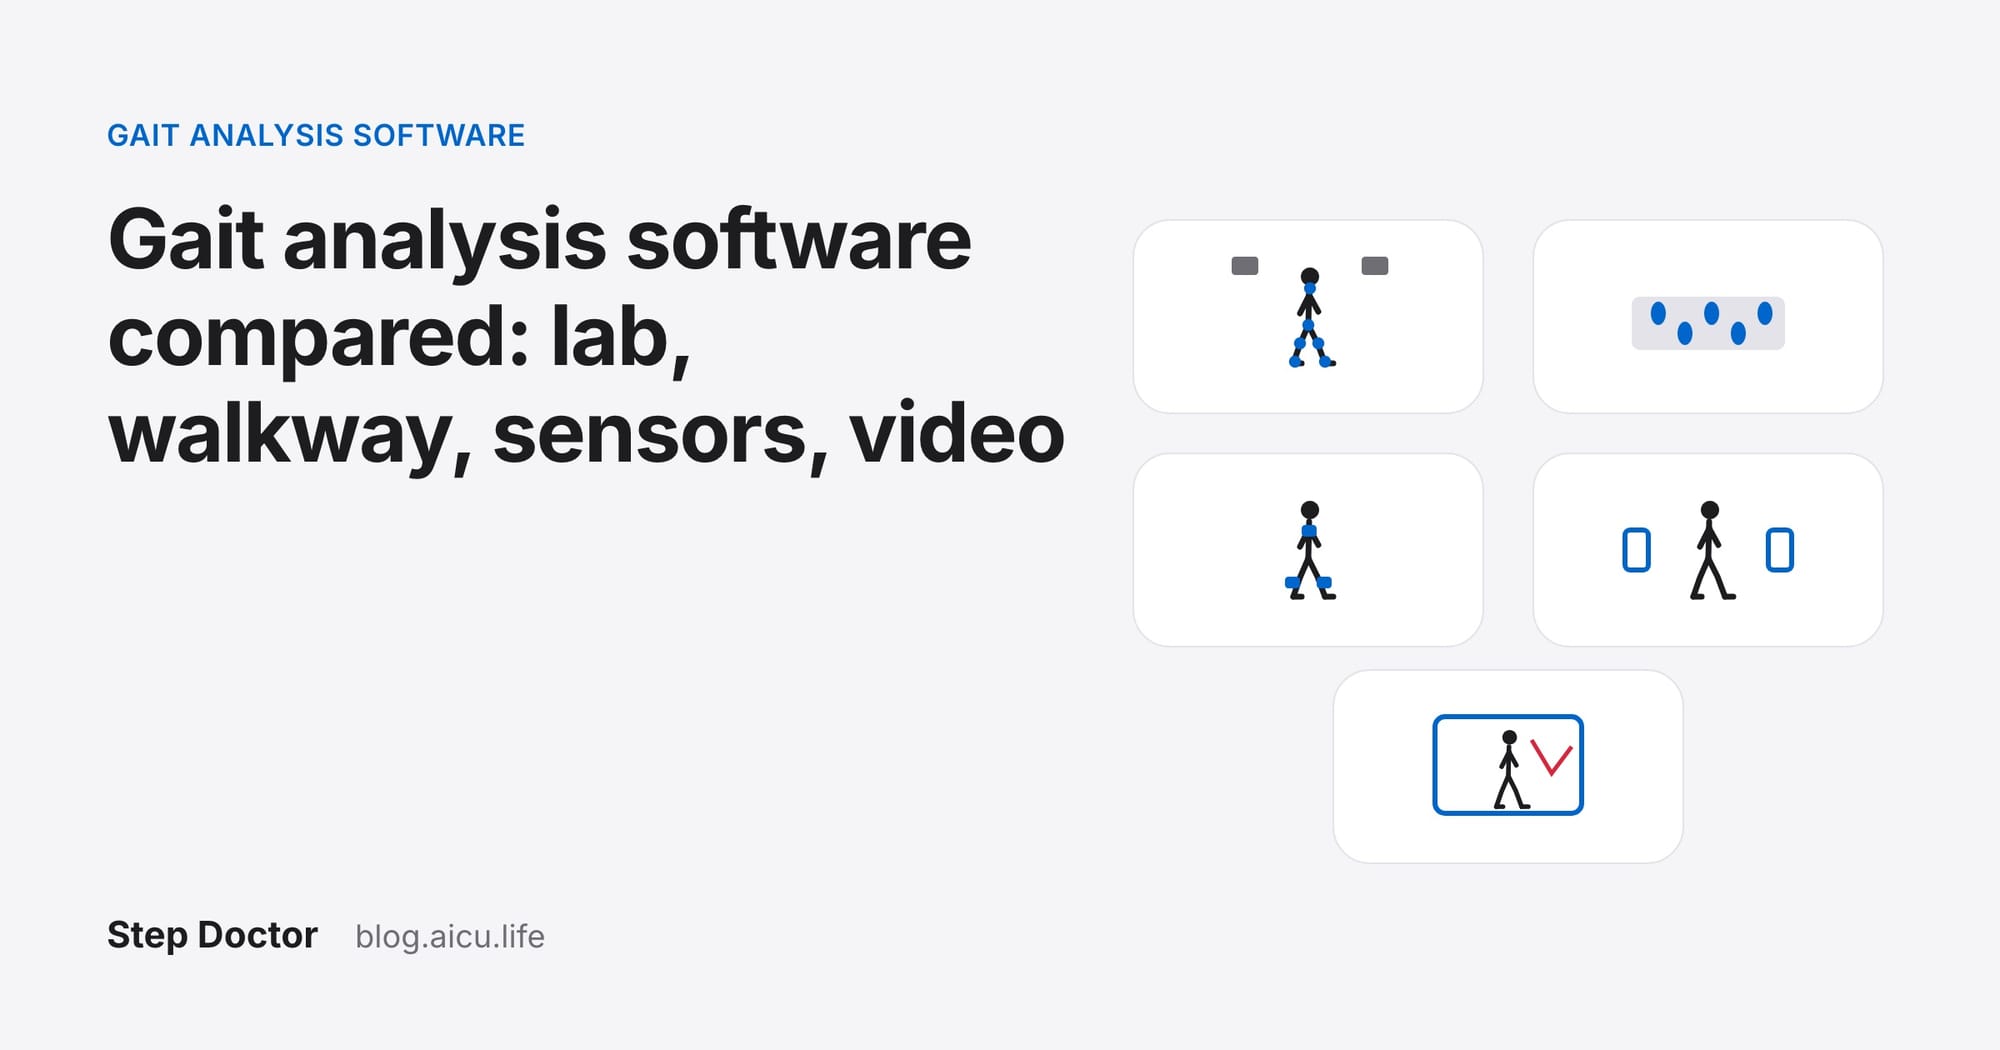 GAIT ANALYSIS SOFTWARE
Gait analysis software
compared: lab,
walkway, sensors, video
Step Doctor blog.aicu.life